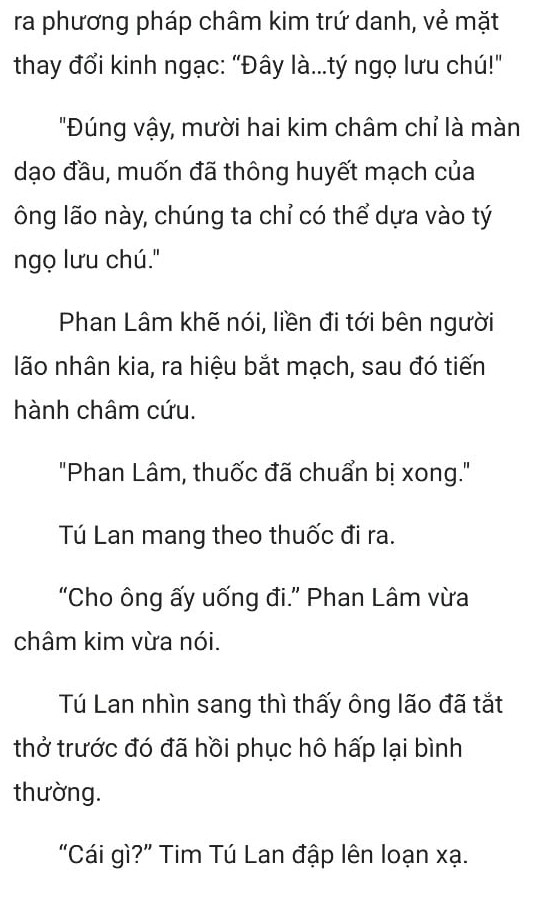 ra phương pháp châm kim trứ danh, vẻ mặt
thay đổi kinh ngạc: “Đây là...tý ngọ lưu chú!"
"Đúng vậy, mười hai kim châm chỉ là màn
dạo đầu, muốn đã thông huyết mạch của
ông lão này, chúng ta chỉ có thể dựa vào tý
ngọ lưu chú."
Phan Lâm khẽ nói, liền đi tới bên người
lão nhân kia, ra hiệu bắt mạch, sau đó tiến
hành châm cứu.
"Phan Lâm, thuốc đã chuẩn bị xong."
Tú Lan mang theo thuốc đi ra.
“Cho ông ấy uống đi.” Phan Lâm vừa
châm kim vừa nói.
Tú Lan nhìn sang thì thấy ông lão đã tắt
thở trước đó đã hồi phục hô hấp lại bình
thường.
“Cái gì?” Tim Tú Lan đập lên loạn xạ.